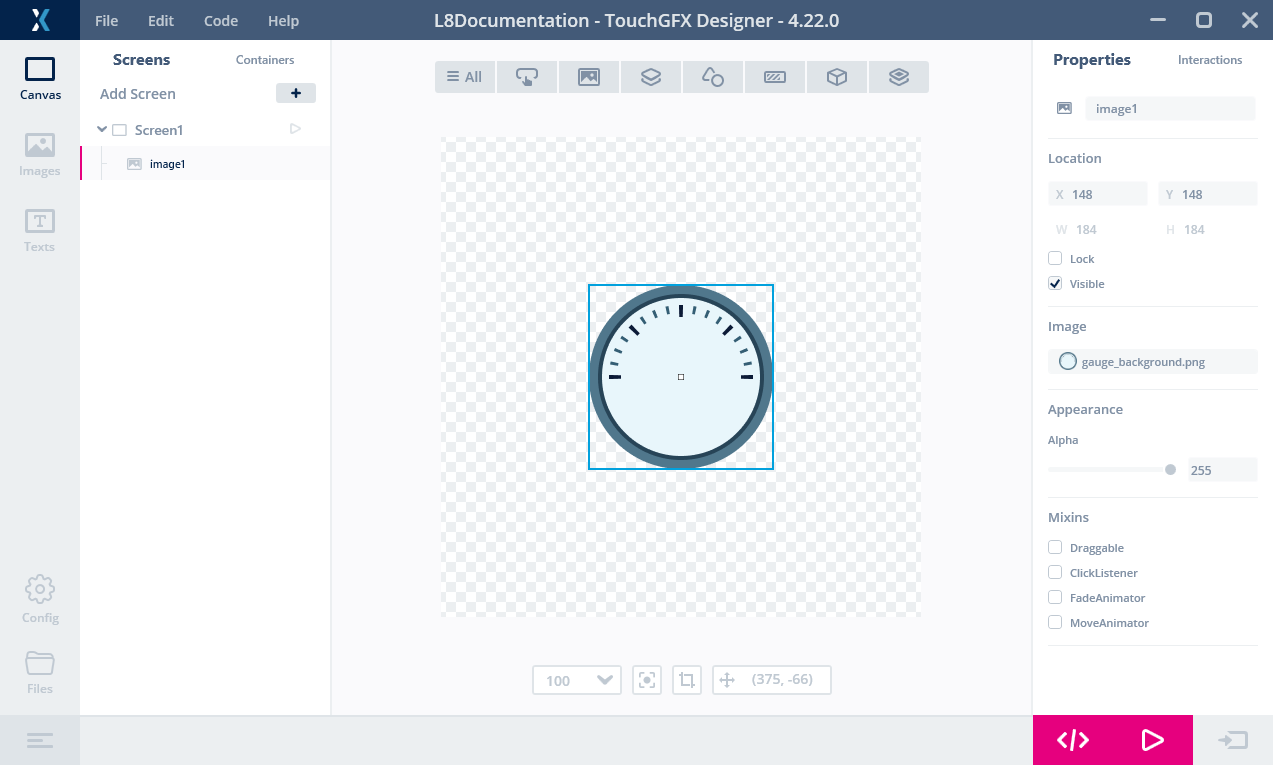 File Edit Code Help
L8Documentation - TouchGFX Designer - 4.22.0
Canvas
Images
Texts
Config
Files
Screens Containers
Add Screen
Screen1
image1
All
100
(375, -66)
Properties Interactions
image1
Location
X 148 Y 148
W 184 H 184
Lock
Visible
Image
gauge_background.png
Appearance
Alpha
255
Mixins
Draggable
ClickListener
FadeAnimator
MoveAnimator